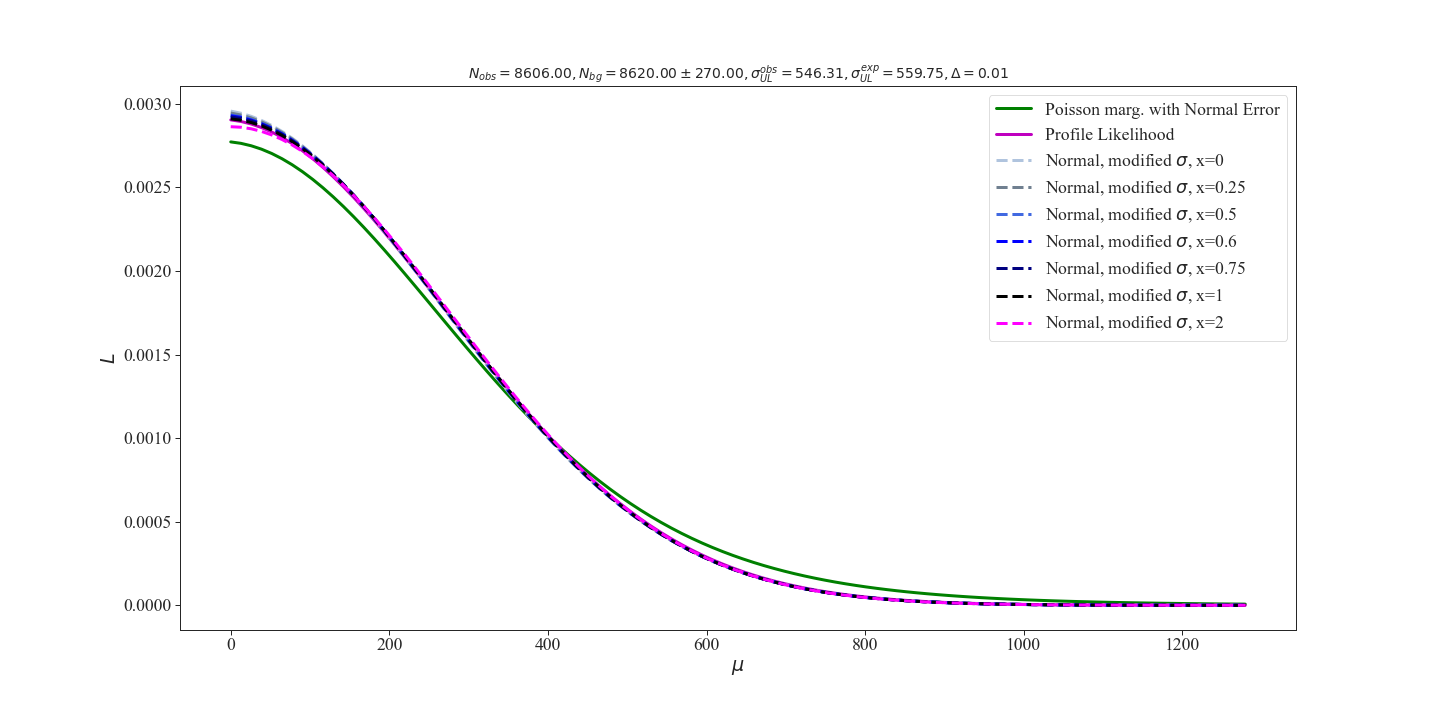 N_obs = 8606.00, N_bg = 8620.00 ± 270.00, σ_UL^obs = 546.31, σ_UL^exp = 559.75, Δ = 0.01
Poisson marg. with Normal Error
Profile Likelihood
Normal, modified σ, x=0
Normal, modified σ, x=0.25
Normal, modified σ, x=0.5
Normal, modified σ, x=0.6
Normal, modified σ, x=0.75
Normal, modified σ, x=1
Normal, modified σ, x=2
L
0.0030
0.0025
0.0020
0.0015
0.0010
0.0005
0.0000
0 200 400 600 800 1000 1200
μ